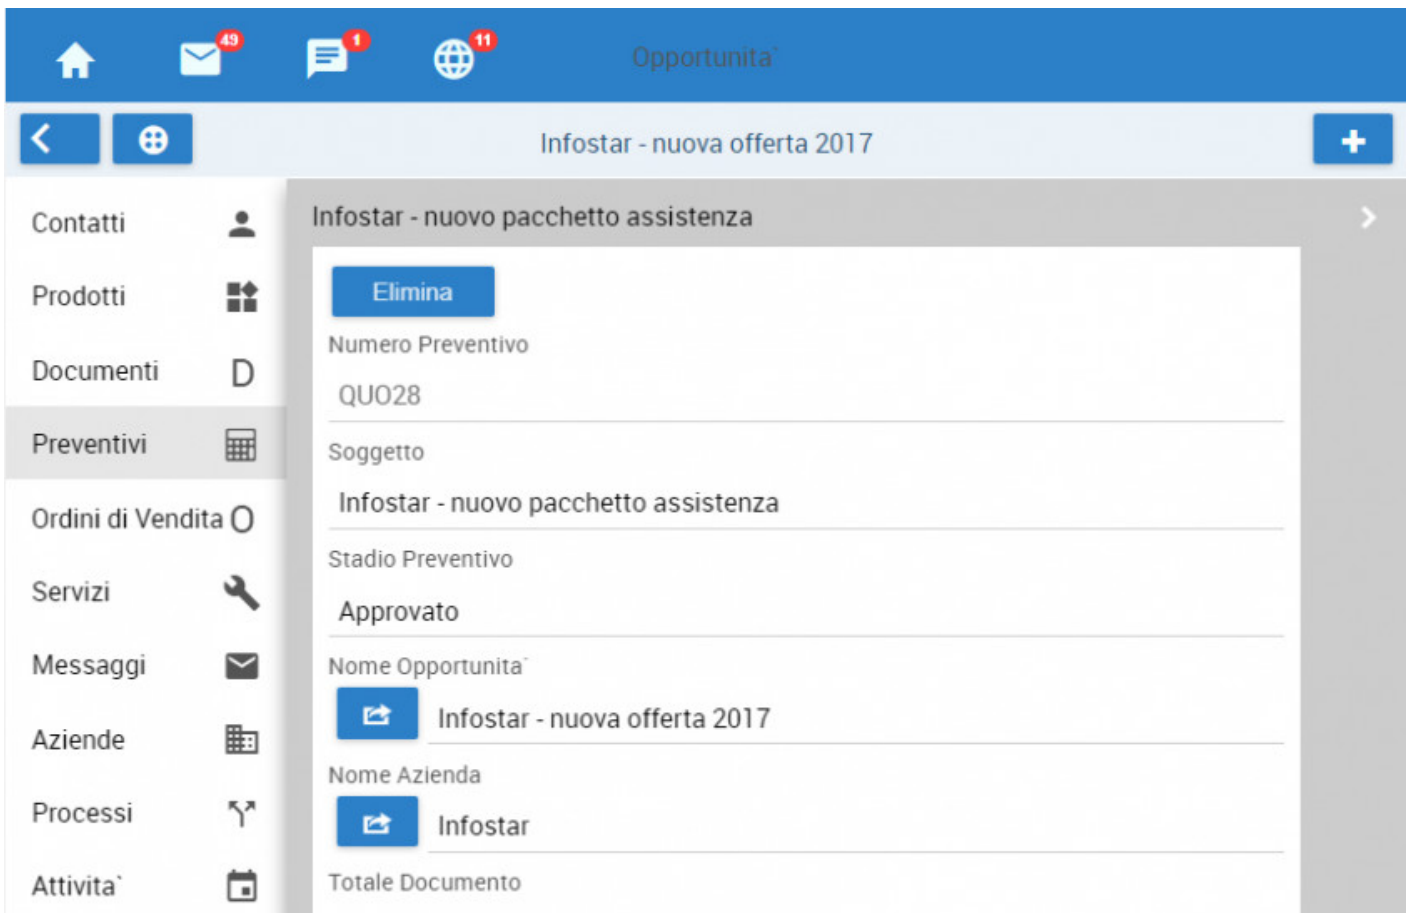 49 1 11 Opportunita`
Infostar - nuova offerta 2017
Contatti
Prodotti
Documenti D
Preventivi
Ordini di Vendita O
Servizi
Messaggi
Aziende
Processi
Attivita`
Infostar - nuovo pacchetto assistenza
Elimina
Numero Preventivo
QUO28
Soggetto
Infostar - nuovo pacchetto assistenza
Stadio Preventivo
Approvato
Nome Opportunita`
Infostar - nuova offerta 2017
Nome Azienda
Infostar
Totale Documento